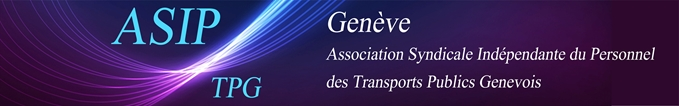 ASIP
TPG
Genève
Association Syndicale Indépendante du Personnel
des Transports Publics Genevois